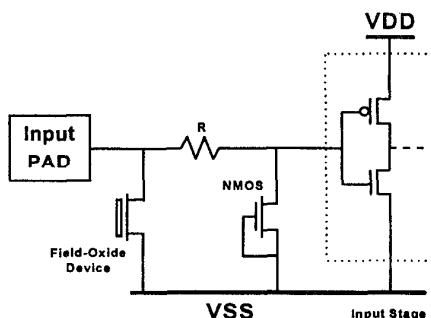 VDD
Input
PAD
R
NMOS
Field-Oxide
Device
VSS
Input Stage